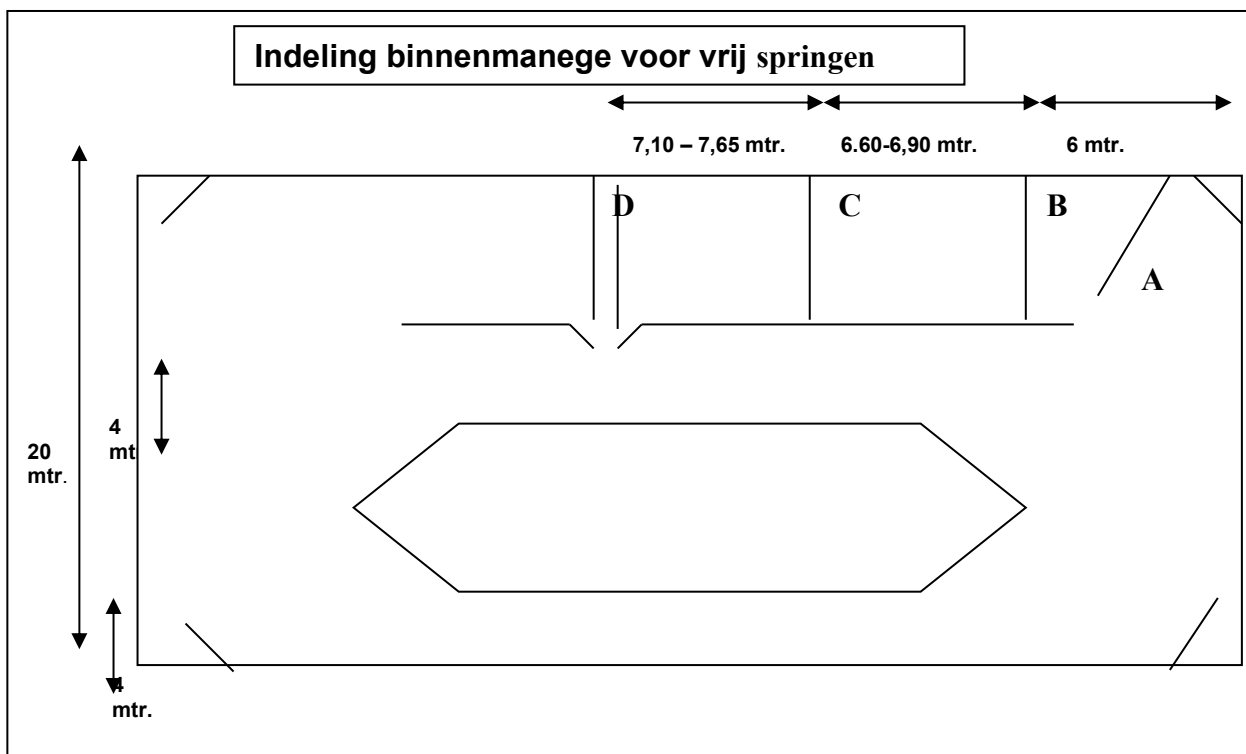 Indeling binnenmanege voor vrij springen
7,10 – 7,65 mtr.
6.60-6,90 mtr.
6 mtr.
D
C
B
A
20
mtr.
4
mt
4
mtr.